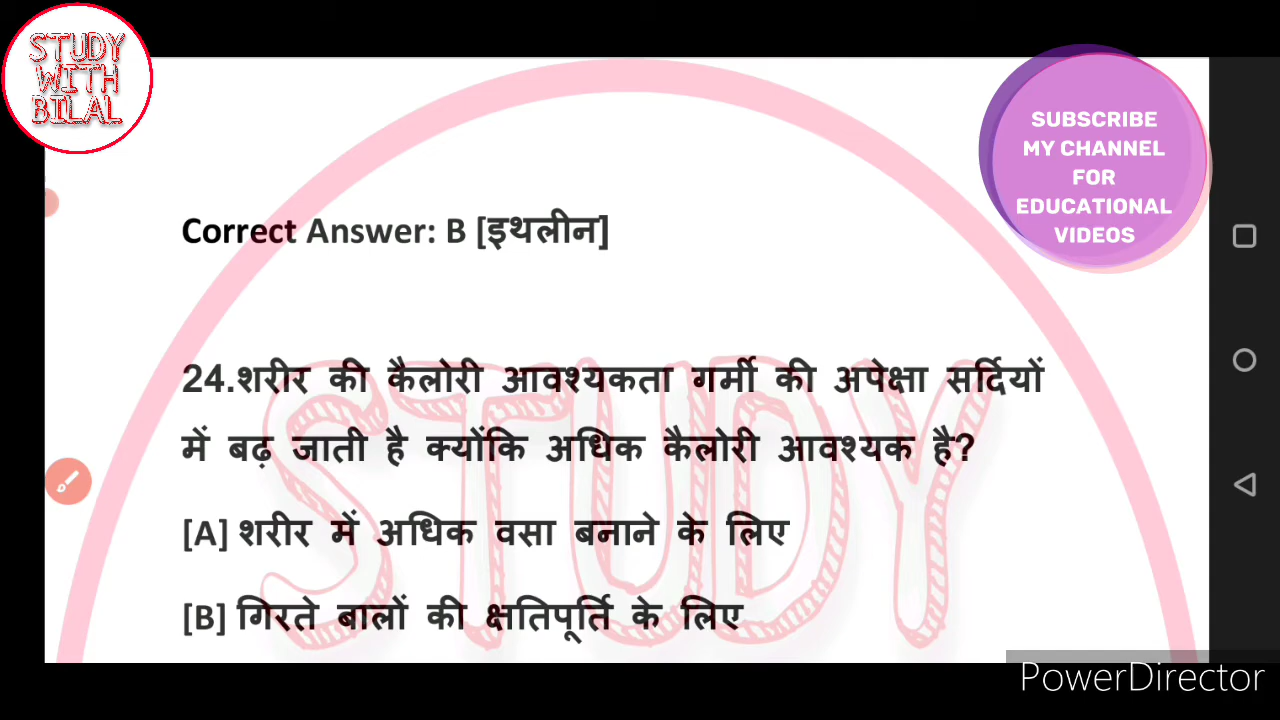 STUDY
WITH
BILAL
SUBSCRIBE
MY CHANNEL
FOR
EDUCATIONAL
VIDEOS
Correct Answer: B [इथलीन]
24.शरीर की कैलोरी आवश्यकता गर्मी की अपेक्षा सर्दियों
में बढ़ जाती है क्योंकि अधिक कैलोरी आवश्यक है?
[A] शरीर में अधिक वसा बनाने के लिए
[B] गिरते बालों की क्षतिपूर्ति के लिए
STUDY
PowerDirector